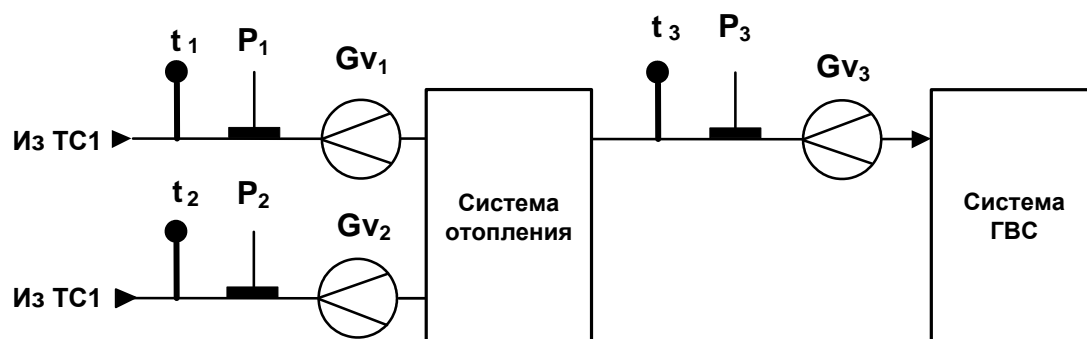 t 1 P1 Gv1
t 3 P3 Gv3
Из ТС1
t 2 P2 Gv2
Система
отопления
Система
ГВС
Из ТС1